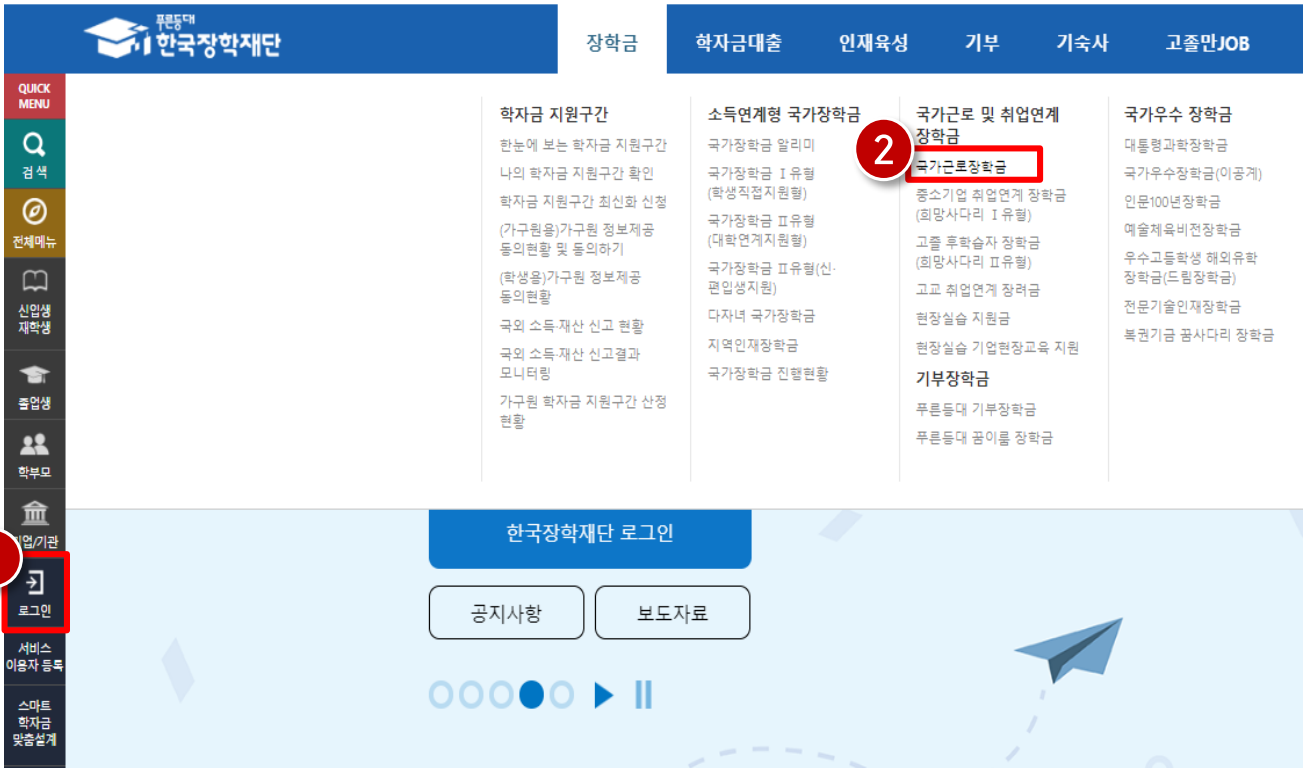 푸른등대
한국장학재단
장학금
학자금대출
인재육성
기부
기숙사
고졸만JOB
QUICK
MENU
검색
전체메뉴
신입생
재학생
졸업생
학부모
업/기관
로그인
서비스
이용자 등록
스마트
학자금
맞춤설계
학자금 지원구간
한눈에 보는 학자금 지원구간
나의 학자금 지원구간 확인
학자금 지원구간 최신화 신청
(가구원용)가구원 정보제공
동의현황 및 동의하기
(학생용)가구원 정보제공
동의현황
국외 소득·재산 신고 현황
국외 소득·재산 신고결과
모니터링
가구원 학자금 지원구간 산정
현황
소득연계형 국가장학금
국가장학금 알리미
국가장학금 Ⅰ유형
(학생직접지원형)
국가장학금 Ⅱ유형
(대학연계지원형)
국가장학금 Ⅱ유형(신·
편입생지원)
다자녀 국가장학금
지역인재장학금
국가장학금 진행현황
2
국가근로 및 취업연계
장학금
국가근로장학금
중소기업 취업연계 장학금
(희망사다리 Ⅰ유형)
고졸 후학습자 장학금
(희망사다리 Ⅱ유형)
고교 취업연계 장려금
현장실습 지원금
현장실습 기업현장교육 지원
기부장학금
푸른등대 기부장학금
푸른등대 꿈이룸 장학금
국가우수 장학금
대통령과학장학금
국가우수장학금(이공계)
인문100년장학금
예술체육비전장학금
우수고등학생 해외유학
장학금(드림장학금)
전문기술인재장학금
복권기금 꿈사다리 장학금
한국장학재단 로그인
공지사항
보도자료